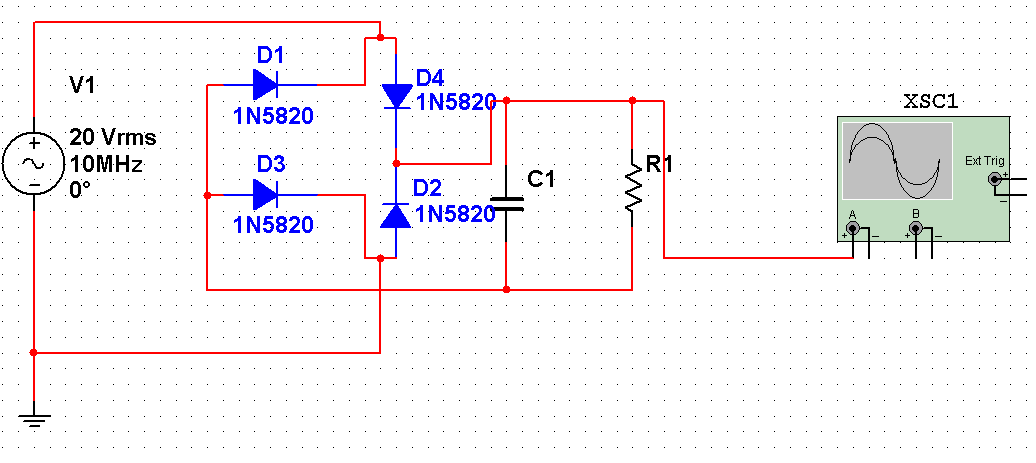 V1
20 Vrms
10MHz
0°
D1
1N5820
D3
1N5820
D4
1N5820
D2
1N5820
C1
R1
XSC1
Ext Trig
A
B